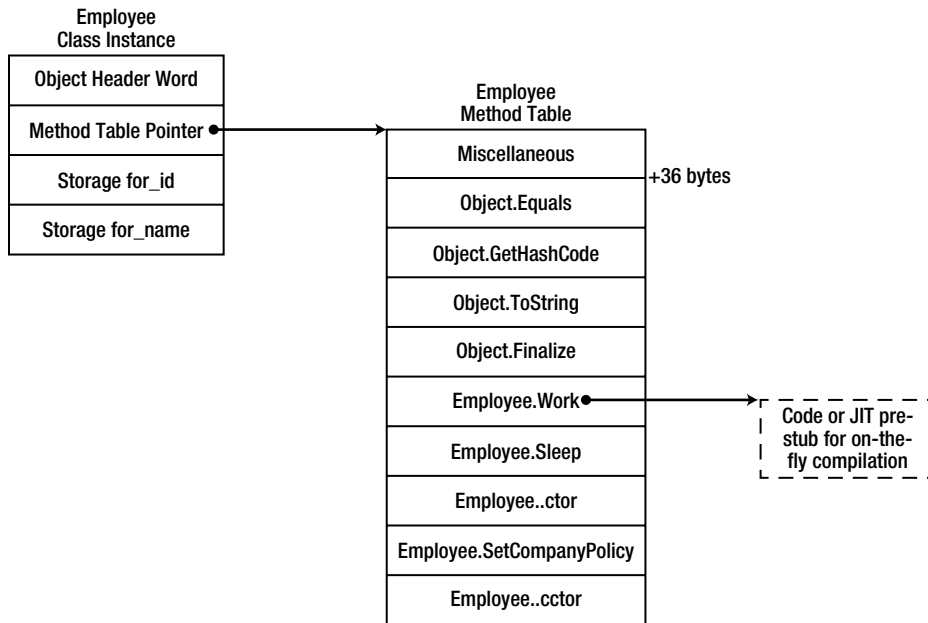 Employee
Class Instance
Object Header Word
Method Table Pointer
Storage for_id
Storage for_name
Employee
Method Table
Miscellaneous
+36 bytes
Object.Equals
Object.GetHashCode
Object.ToString
Object.Finalize
Employee.Work
Code or JIT pre-
stub for on-the-
fly compilation
Employee.Sleep
Employee..ctor
Employee.SetCompanyPolicy
Employee..cctor